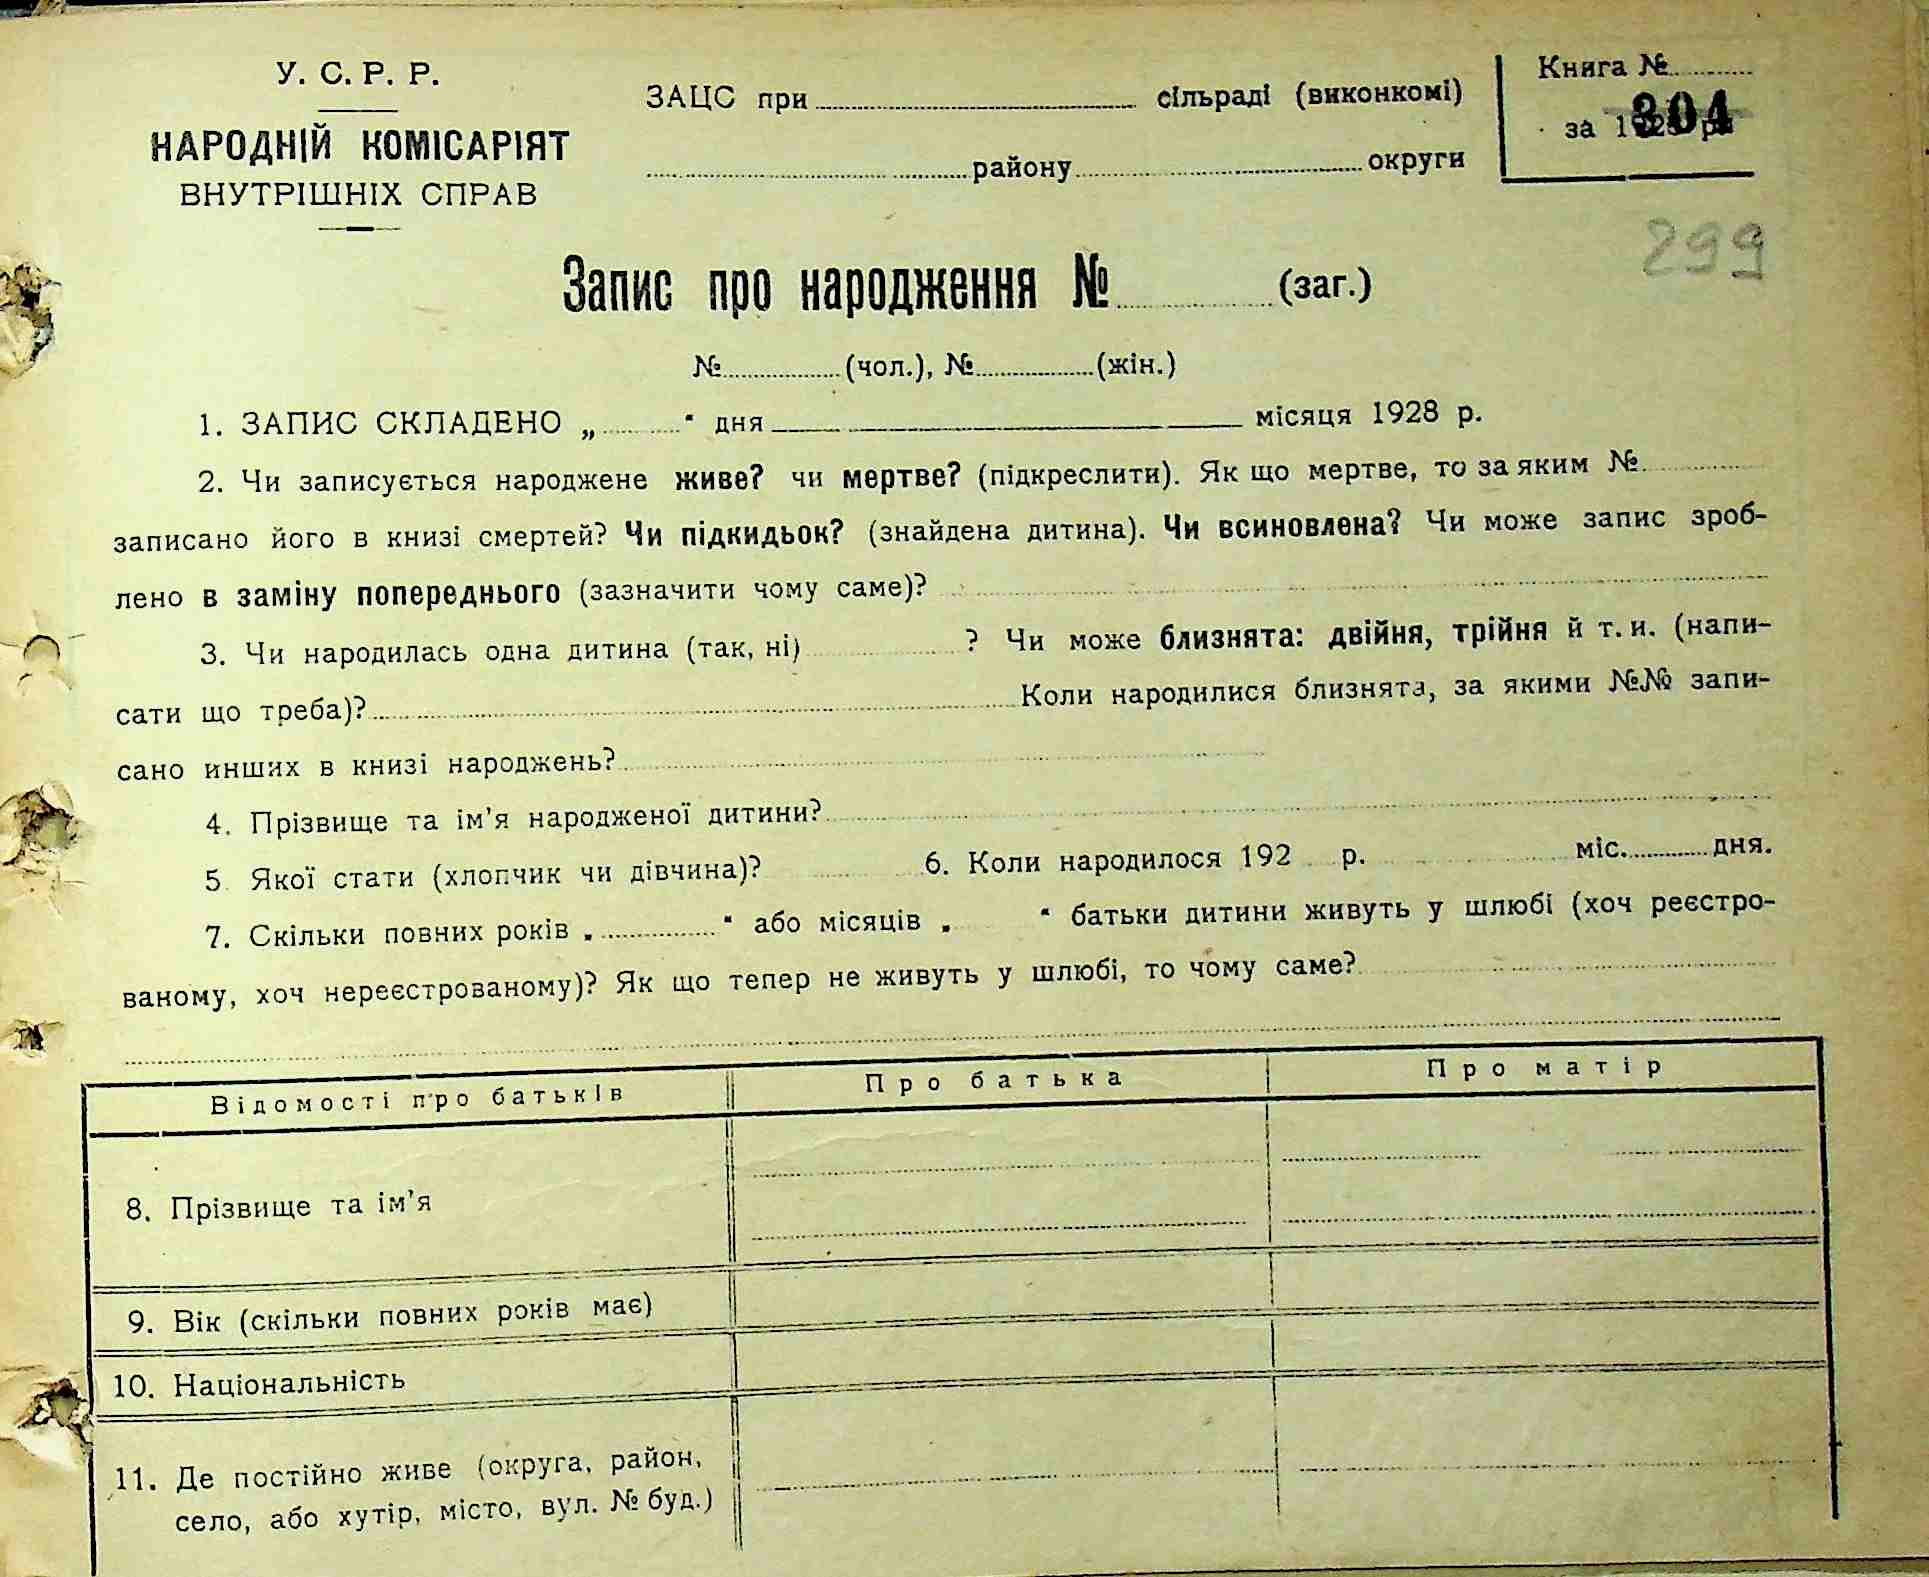 У. С. Р. Р.
НАРОДНІЙ КОМІСАРІЯТ
ВНУТРІШНІХ СПРАВ
ЗАЦС при сільраді (виконкомі)
району округи
Книга №
за 1928 р.
304
299
Запис про народження № (заг.)
№ (чол.), № (жін.)
1. ЗАПИС СКЛАДЕНО „ “ дня місяця 1928 р.
2. Чи записується народжене живе? чи мертве? (підкреслити). Як що мертве, то за яким №
записано його в книзі смертей? Чи підкидьок? (знайдена дитина). Чи всиновлена? Чи може запис зроб-
лено в заміну попереднього (зазначити чому саме)?
3. Чи народилась одна дитина (так, ні) ? Чи може близнята: двійня, трійня й т. и. (напи-
сати що треба)? Коли народилися близнята, за якими №№ запи-
сано инших в книзі народжень?
4. Прізвище та ім'я народженої дитини?
5. Якої стати (хлопчик чи дівчина)? 6. Коли народилося 192 р. міс. дня.
7. Скільки повних років „ “ або місяців „ “ батьки дитини живуть у шлюбі (хоч реєстро-
ваному, хоч нереєстрованому)? Як що тепер не живуть у шлюбі, то чому саме?
Відомості про батьків Про батька Про матір
8. Прізвище та ім'я
9. Вік (скільки повних років має)
10. Національність
11. Де постійно живе (округа, район,
село, або хутір, місто, вул. № буд.)